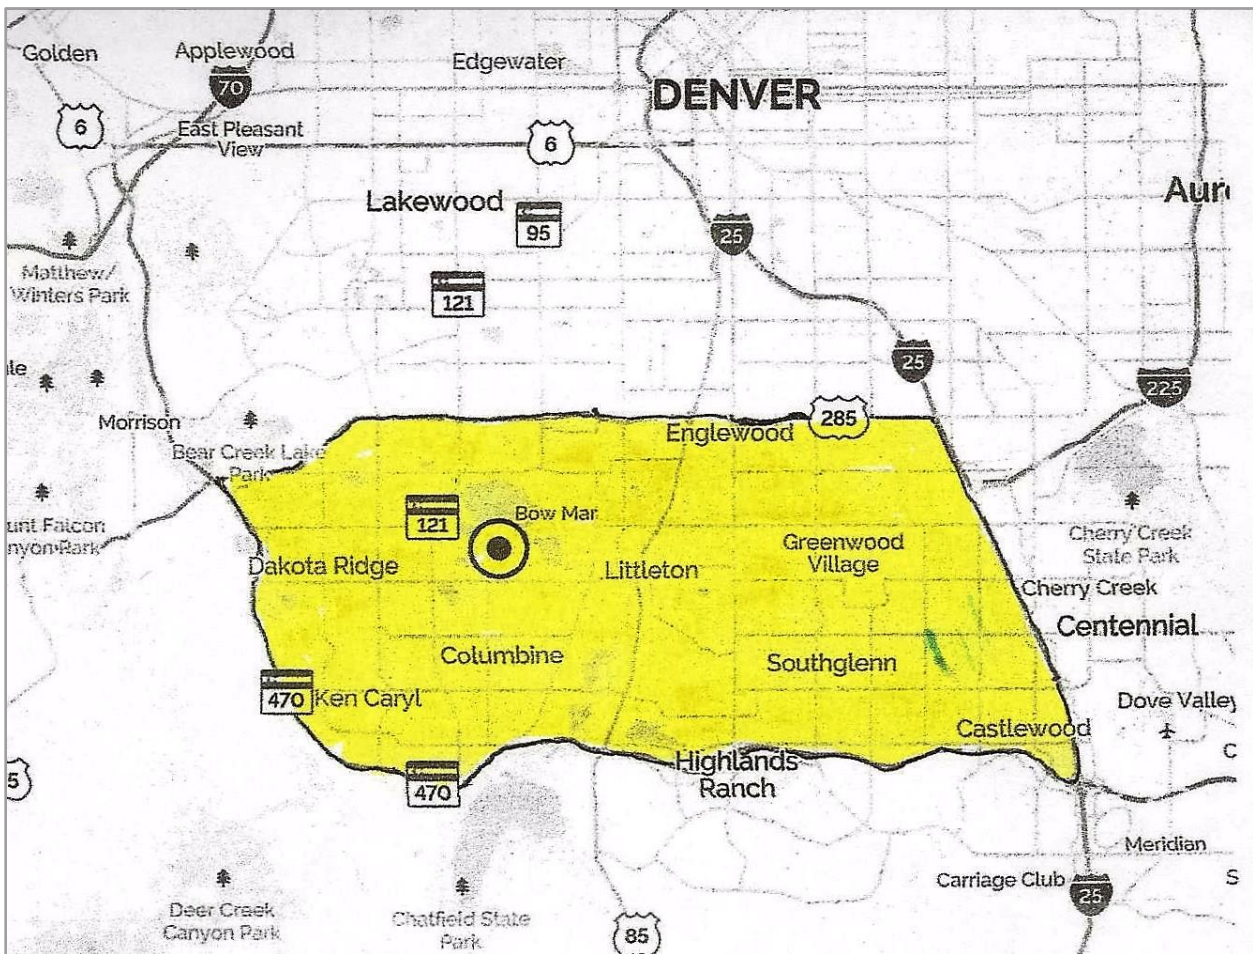 Golden
Applewood
Edgewater
70
DENVER
6
East Pleasant
View
6
Lakewood
95
25
121
Matthew/
Winters Park
25
225
Morrison
285
Englewood
Bear Creek Lake
Park
121
Bow Mar
Cherry Creek
State Park
Dakota Ridge
Littleton
Greenwood
Village
Cherry Creek
Centennial
Columbine
Southglenn
470
Ken Caryl
Dove Valley
Castlewood
C
5
470
Highlands
Ranch
Meridian
Carriage Club
S
25
Deer Creek
Canyon Park
Chatfield State
Park
85